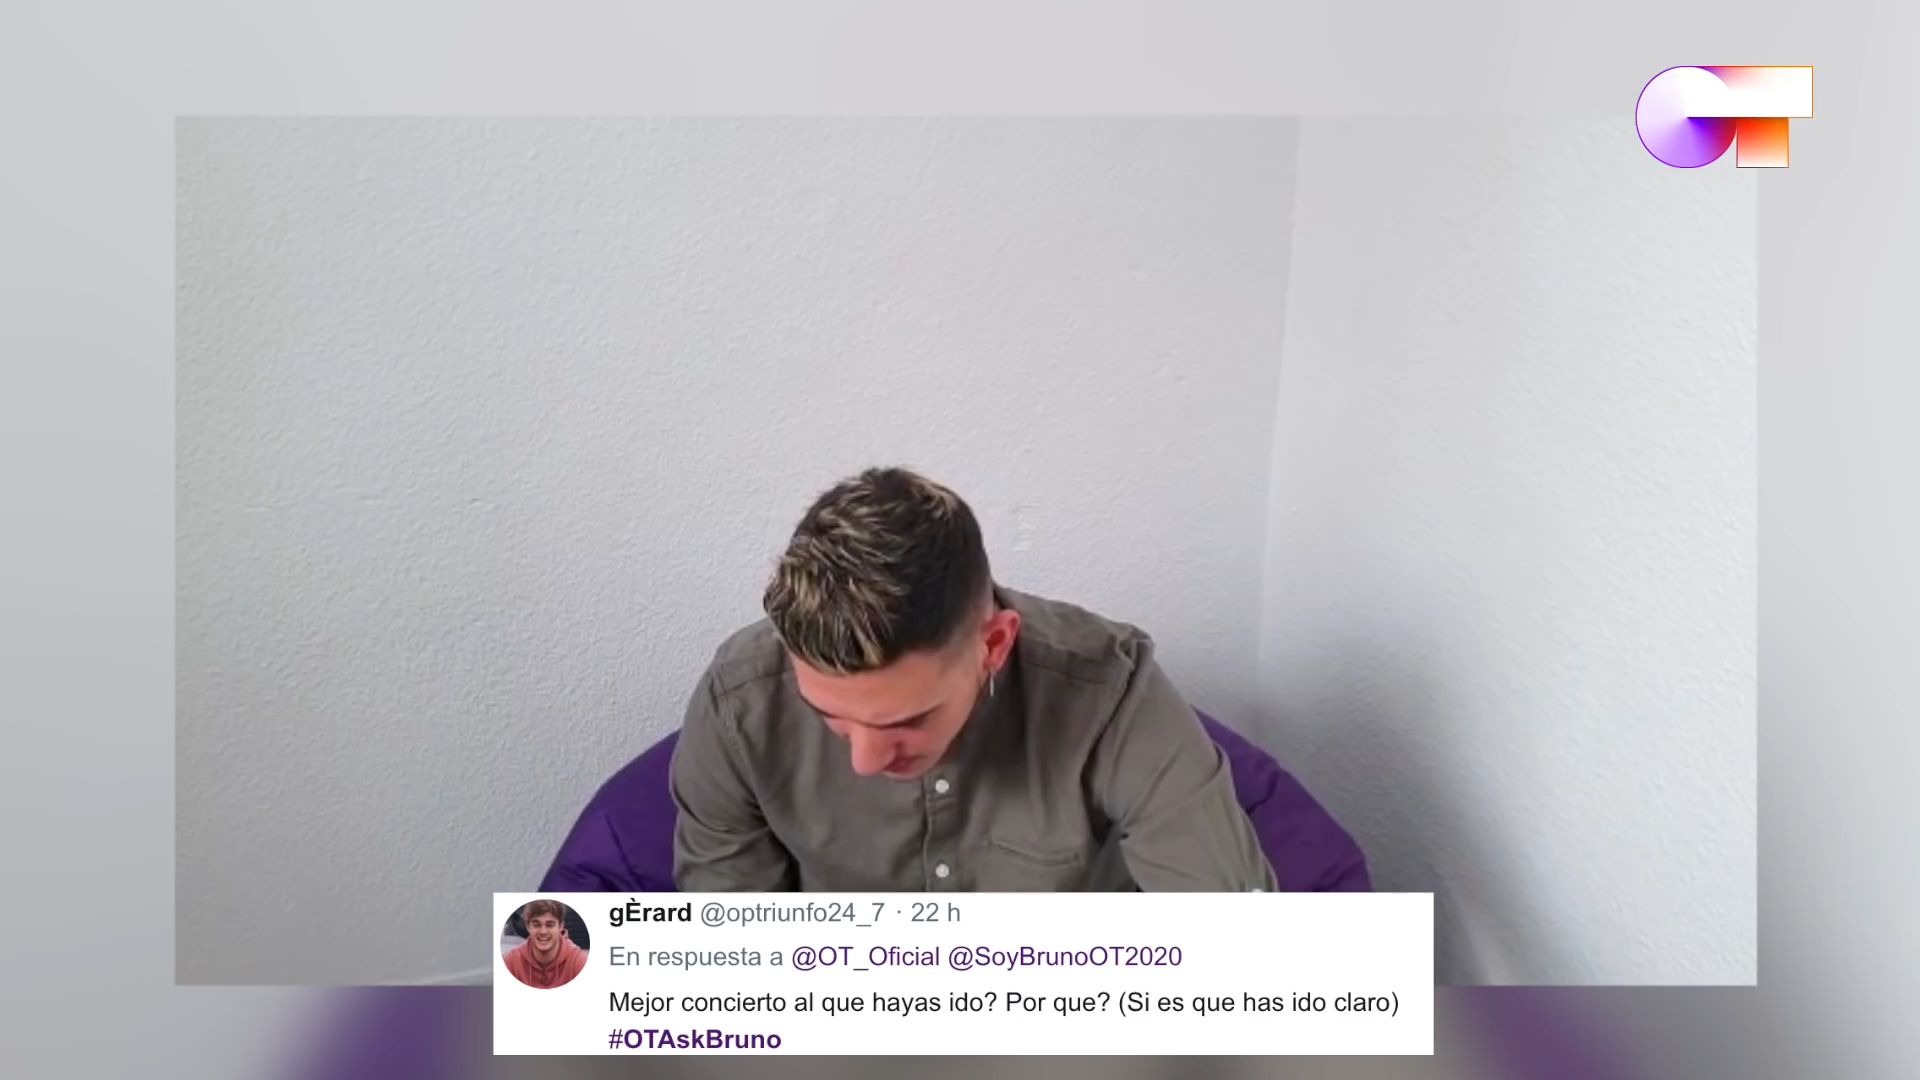 OT
gÈrard @optriunfo24_7 · 22 h
En respuesta a @OT_Oficial @SoyBrunoOT2020
Mejor concierto al que hayas ido? Por que? (Si es que has ido claro)
#OTAskBruno